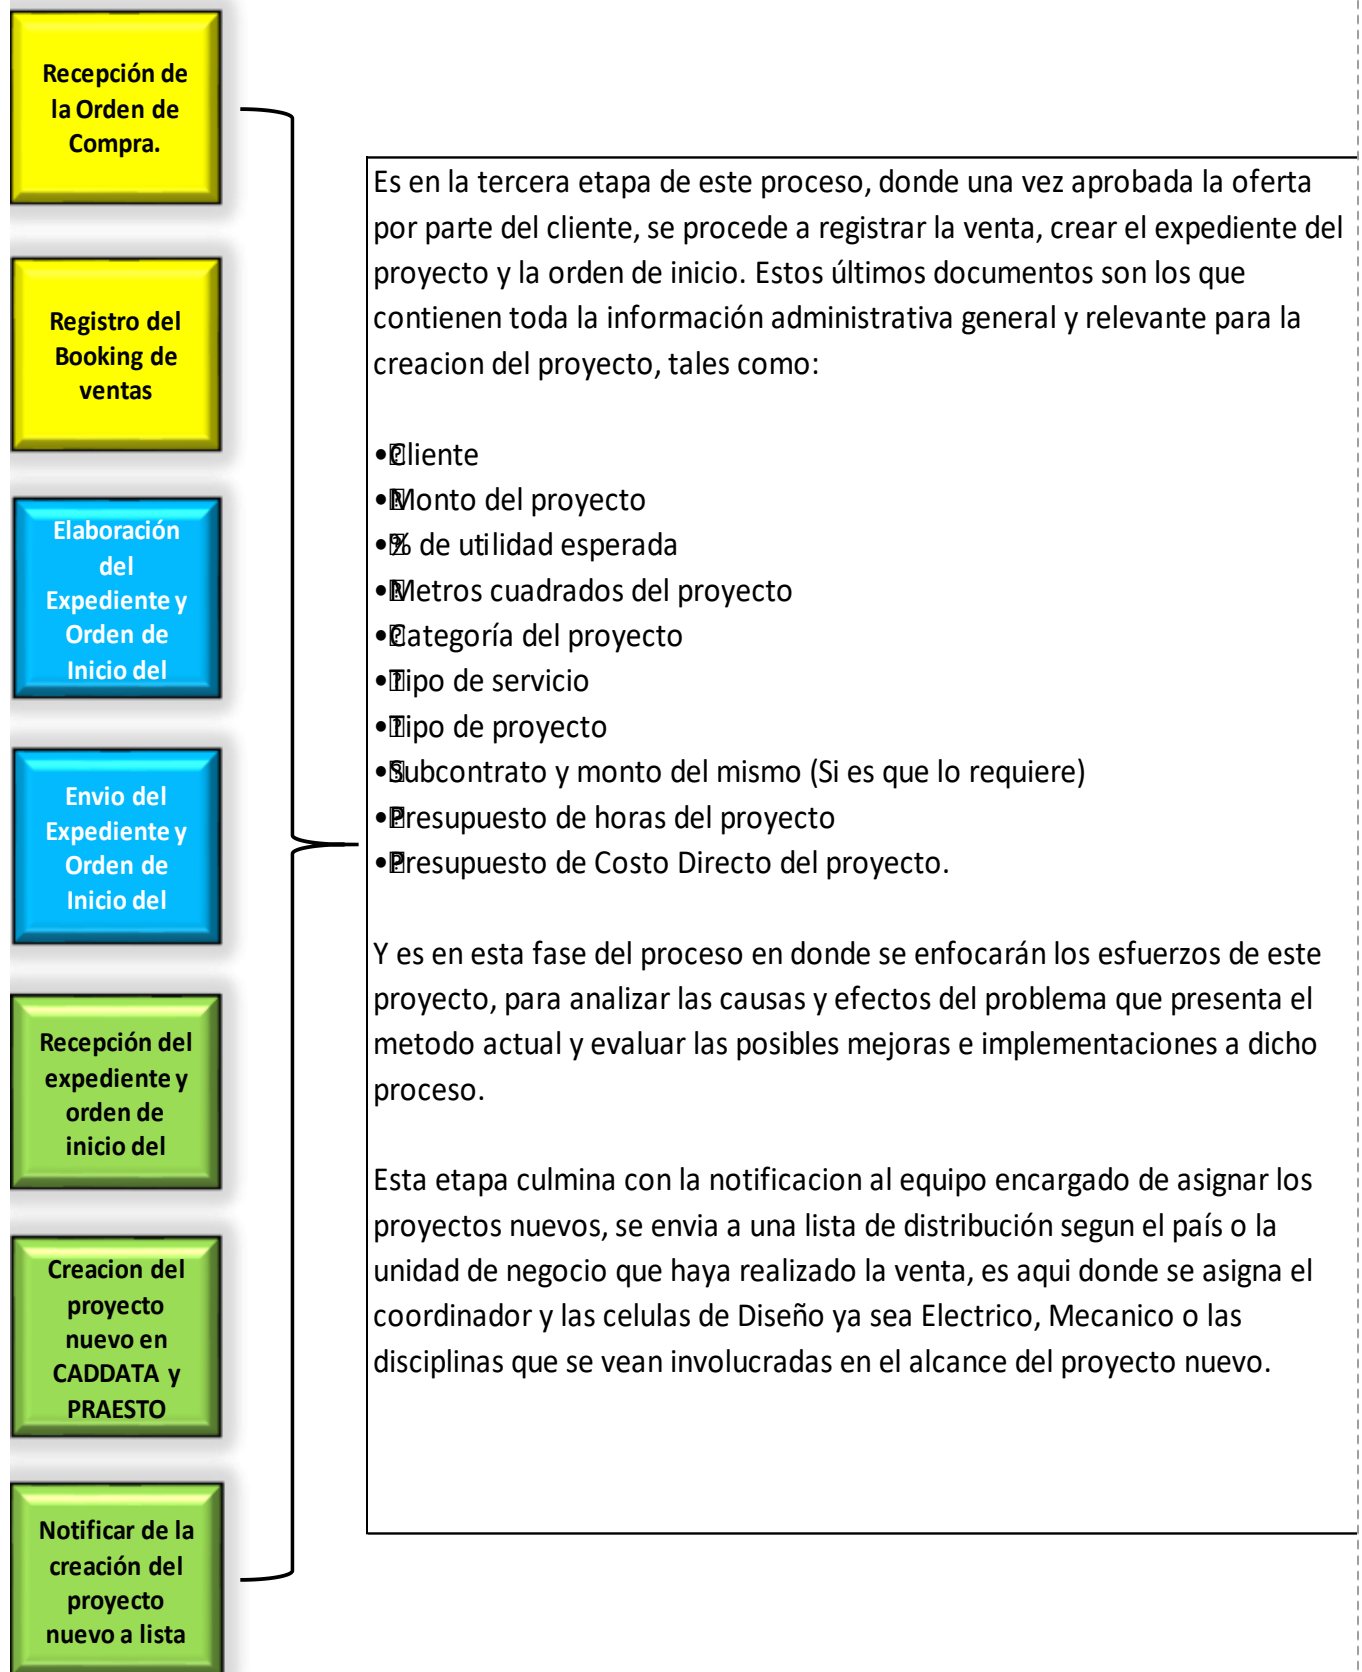 Recepción de
la Orden de
Compra.
Registro del
Booking de
ventas
Elaboración
del
Expediente y
Orden de
Inicio del
Envio del
Expediente y
Orden de
Inicio del
Recepción del
expediente y
orden de
inicio del
Creacion del
proyecto
nuevo en
CADDATA y
PRAESTO
Notificar de la
creación del
proyecto
nuevo a lista
Es en la tercera etapa de este proceso, donde una vez aprobada la oferta
por parte del cliente, se procede a registrar la venta, crear el expediente del
proyecto y la orden de inicio. Estos últimos documentos son los que
contienen toda la información administrativa general y relevante para la
creacion del proyecto, tales como:
•Cliente
•Monto del proyecto
•% de utilidad esperada
•Metros cuadrados del proyecto
•Categoría del proyecto
•Tipo de servicio
•Tipo de proyecto
•Subcontrato y monto del mismo (Si es que lo requiere)
•Presupuesto de horas del proyecto
•Presupuesto de Costo Directo del proyecto.
Y es en esta fase del proceso en donde se enfocarán los esfuerzos de este
proyecto, para analizar las causas y efectos del problema que presenta el
metodo actual y evaluar las posibles mejoras e implementaciones a dicho
proceso.
Esta etapa culmina con la notificacion al equipo encargado de asignar los
proyectos nuevos, se envia a una lista de distribución segun el país o la
unidad de negocio que haya realizado la venta, es aqui donde se asigna el
coordinador y las celulas de Diseño ya sea Electrico, Mecanico o las
disciplinas que se vean involucradas en el alcance del proyecto nuevo.